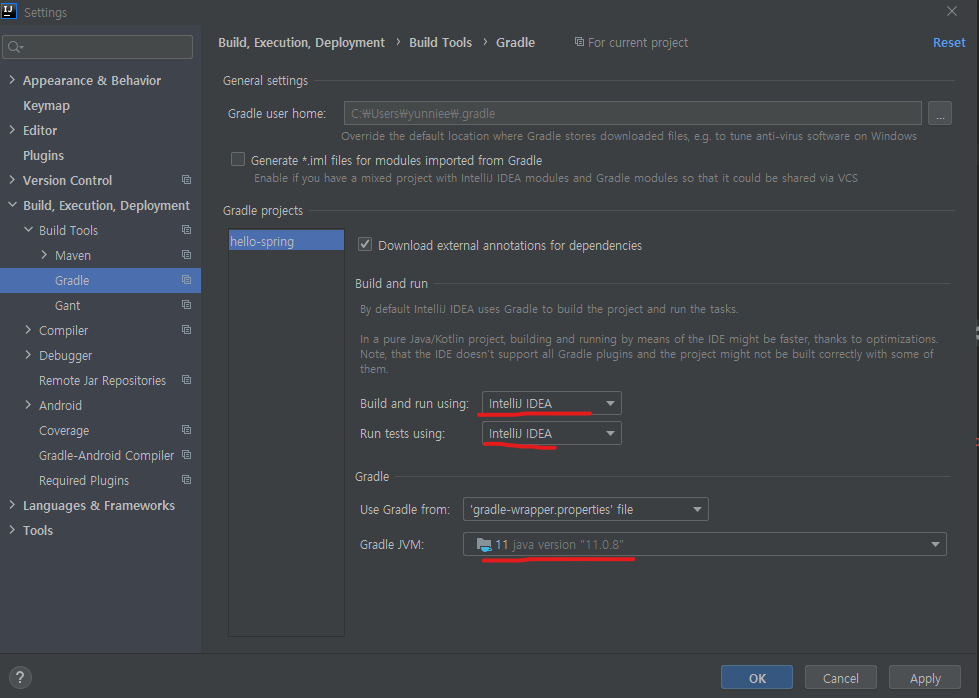 Settings
Build, Execution, Deployment › Build Tools › Gradle For current project Reset
Appearance & Behavior
Keymap
Editor
Plugins
Version Control
Build, Execution, Deployment
Build Tools
Maven
Gradle
Gant
Compiler
Debugger
Remote Jar Repositories
Android
Coverage
Gradle-Android Compiler
Required Plugins
Languages & Frameworks
Tools
General settings
Gradle user home: C:₩Users₩yunniee₩.gradle ...
Override the default location where Gradle stores downloaded files, e.g. to tune anti-virus software on Windows
Generate *.iml files for modules imported from Gradle
Enable if you have a mixed project with IntelliJ IDEA modules and Gradle modules so that it could be shared via VCS
Gradle projects
hello-spring
Download external annotations for dependencies
Build and run
By default IntelliJ IDEA uses Gradle to build the project and run the tasks.
In a pure Java/Kotlin project, building and running by means of the IDE might be faster, thanks to optimizations.
Note, that the IDE doesn't support all Gradle plugins and the project might not be built correctly with some of
them.
Build and run using: IntelliJ IDEA
Run tests using: IntelliJ IDEA
Gradle
Use Gradle from: 'gradle-wrapper.properties' file
Gradle JVM: 11 java version "11.0.8"
? OK Cancel Apply